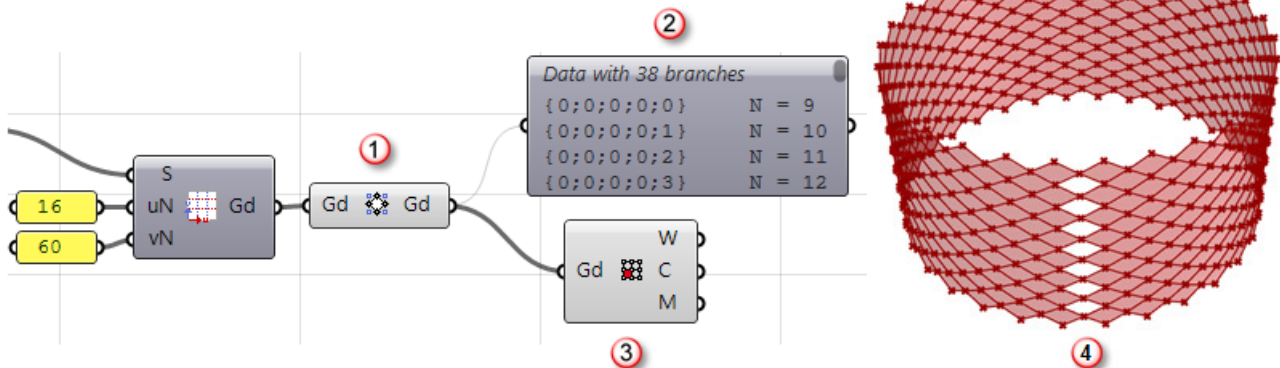 1
2
Data with 38 branches
{0;0;0;0;0} N = 9
{0;0;0;0;1} N = 10
{0;0;0;0;2} N = 11
{0;0;0;0;3} N = 12
S
uN Gd
vN
16
60
Gd Gd
W
Gd C
M
3
4